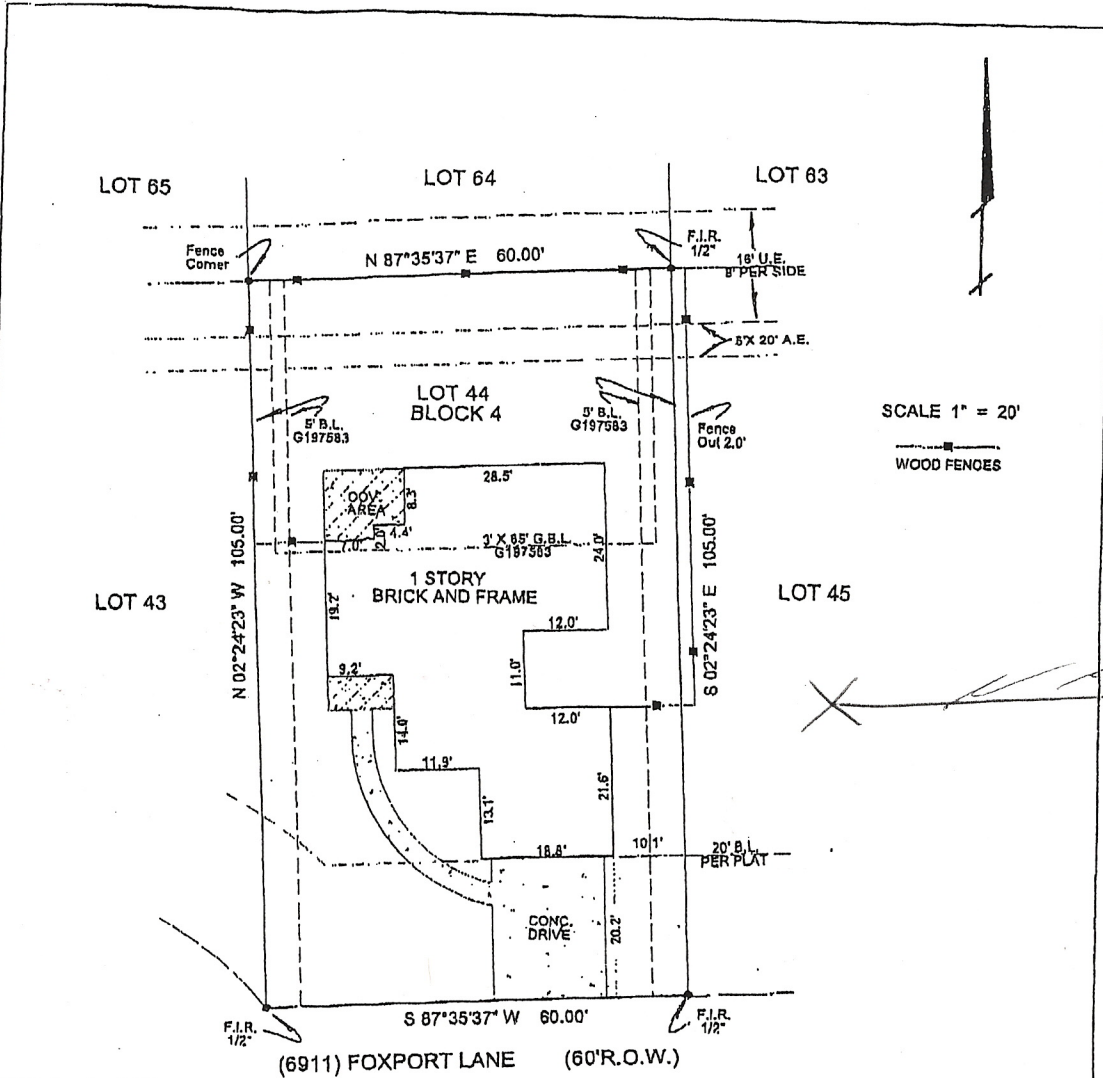 LOT 65
LOT 64
LOT 63
Fence
Corner
N 87°35'37" E 60.00'
F.I.R.
1/2"
16' U.E.
8' PER SIDE
5'X 20' A.E.
LOT 44
BLOCK 4
5' B.L.
G197583
5' B.L.
G197583
Fence
Out 2.0'
SCALE 1" = 20'
WOOD FENCES
28.5'
COV.
AREA
8.3'
4.4'
2.0'
7.0'
3' X 65' G.B.L.
G197583
24.0'
N 02°24'23" W 105.00'
S 02°24'23" E 105.00'
LOT 43
1 STORY
BRICK AND FRAME
LOT 45
19.2'
12.0'
9.2'
11.0'
12.0'
14.0'
11.9'
13.1'
21.6'
18.8'
10.1'
20' B.L.
PER PLAT
CONC.
DRIVE
20.2'
F.I.R.
1/2"
S 87°35'37" W 60.00'
F.I.R.
1/2"
(6911) FOXPORT LANE (60'R.O.W.)